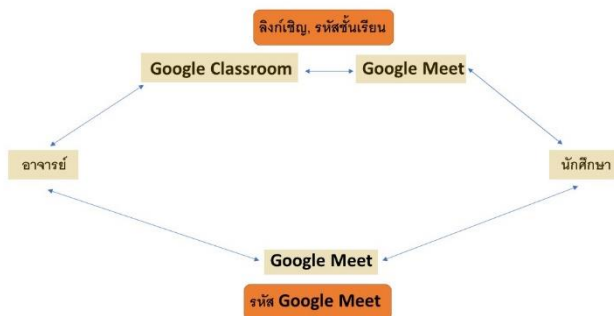 ลิงก์เชิญ, รหัสชั้นเรียน
Google Classroom
Google Meet
อาจารย์
นักศึกษา
Google Meet
รหัส Google Meet